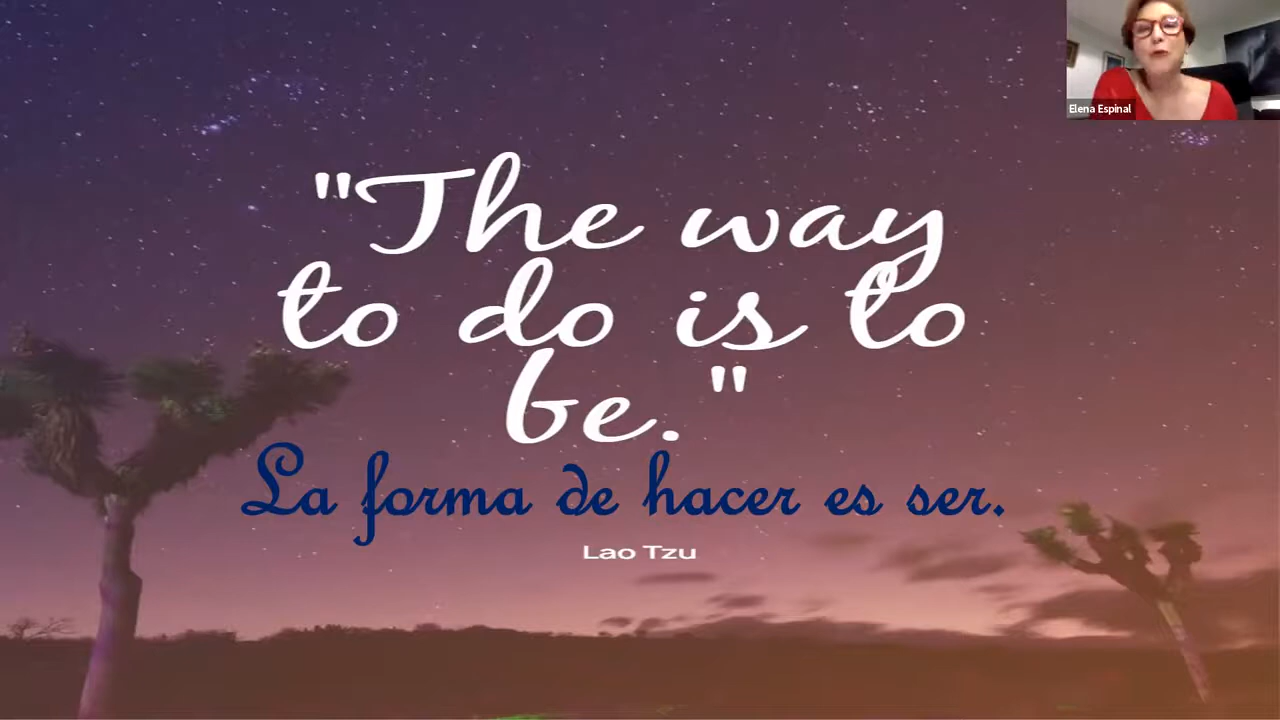 Elena Espinal
"The way
to do is to
be."
La forma de hacer es ser.
Lao Tzu